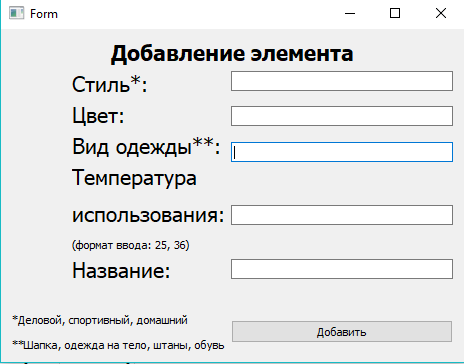 Form
Добавление элемента
Стиль*:
Цвет:
Вид одежды**:
Температура
использования:
(формат ввода: 25, 36)
Название:
*Деловой, спортивный, домашний
Добавить
**Шапка, одежда на тело, штаны, обувь